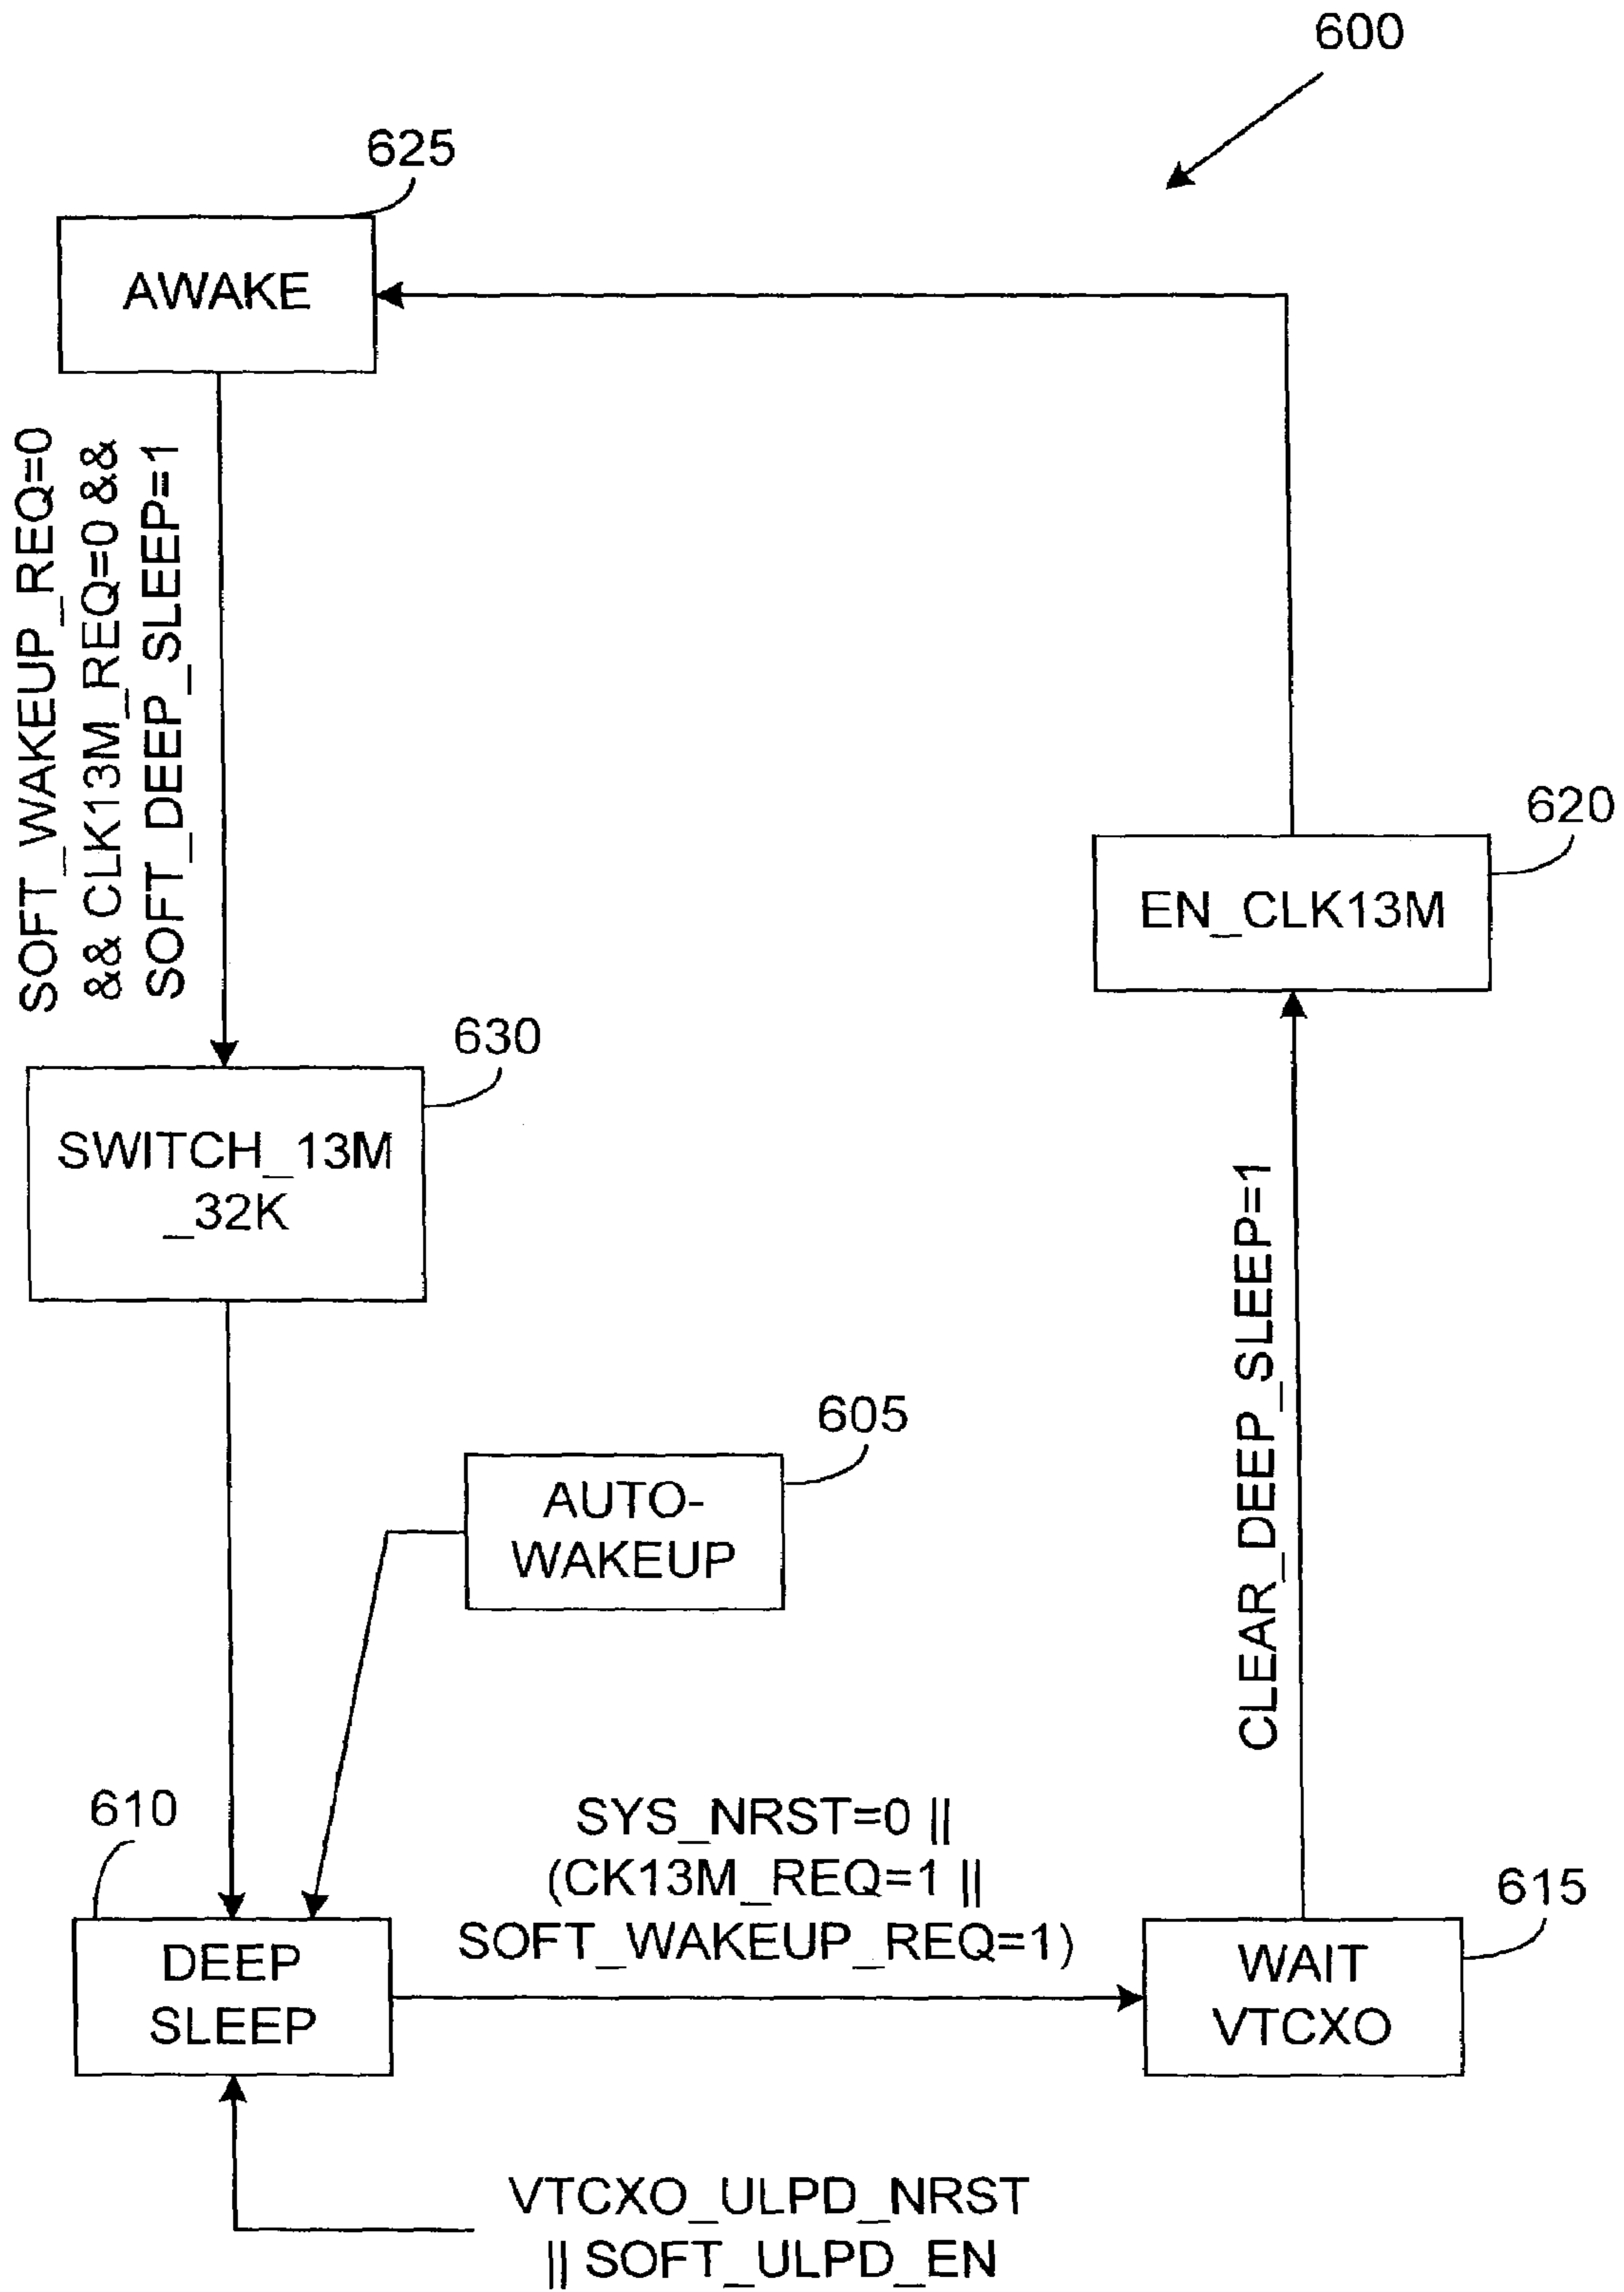 600
625
AWAKE
SOFT_WAKEUP_REQ=0
&& CLK13M_REQ=0 &&
SOFT_DEEP_SLEEP=1
620
EN_CLK13M
630
SWITCH_13M
_32K
CLEAR_DEEP_SLEEP=1
605
AUTO-
WAKEUP
610
SYS_NRST=0 ||
(CK13M_REQ=1 ||
SOFT_WAKEUP_REQ=1)
615
DEEP
SLEEP
WAIT
VTCXO
VTCXO_ULPD_NRST
|| SOFT_ULPD_EN